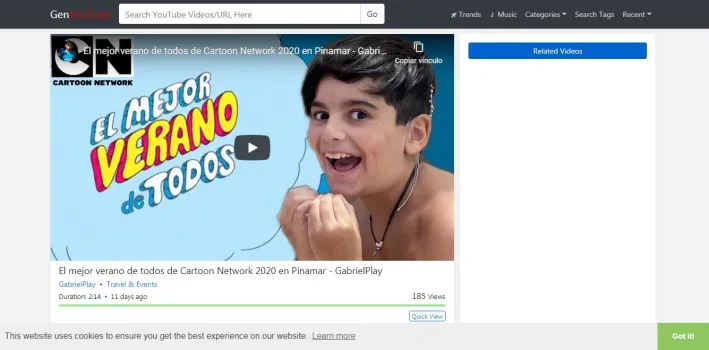 GenYouTube
Search YouTube Videos/URL Here
Go
Trends
Music
Categories
Search Tags
Recent
El mejor verano de todos de Cartoon Network 2020 en Pinamar - Gabri...
Copiar vínculo
CN
CARTOON NETWORK
EL MEJOR
VERANO
de TODOS
Related Videos
El mejor verano de todos de Cartoon Network 2020 en Pinamar - GabrielPlay
GabrielPlay • Travel & Events
Duration: 2:14 • 11 days ago
185 Views
Quick View
This website uses cookies to ensure you get the best experience on our website. Learn more
Got it!